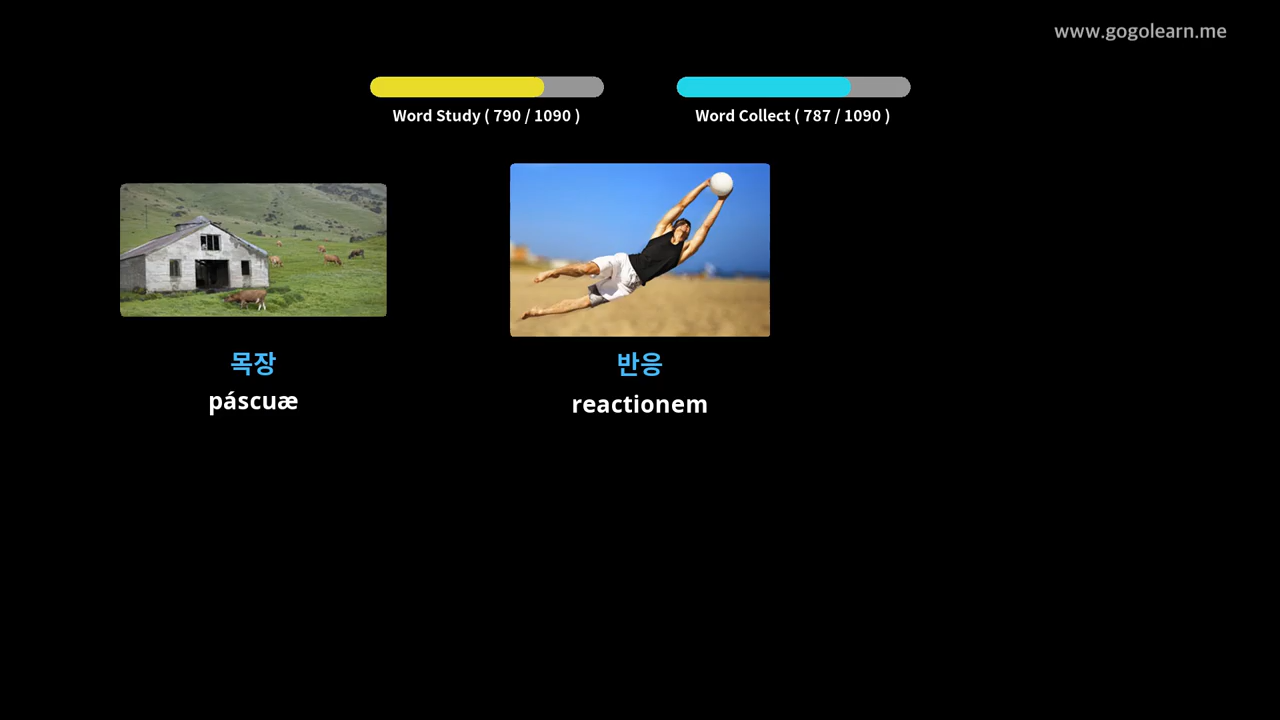 www.gogolearn.me
Word Study ( 790 / 1090 )
Word Collect ( 787 / 1090 )
목장
páscuæ
반응
reactionem